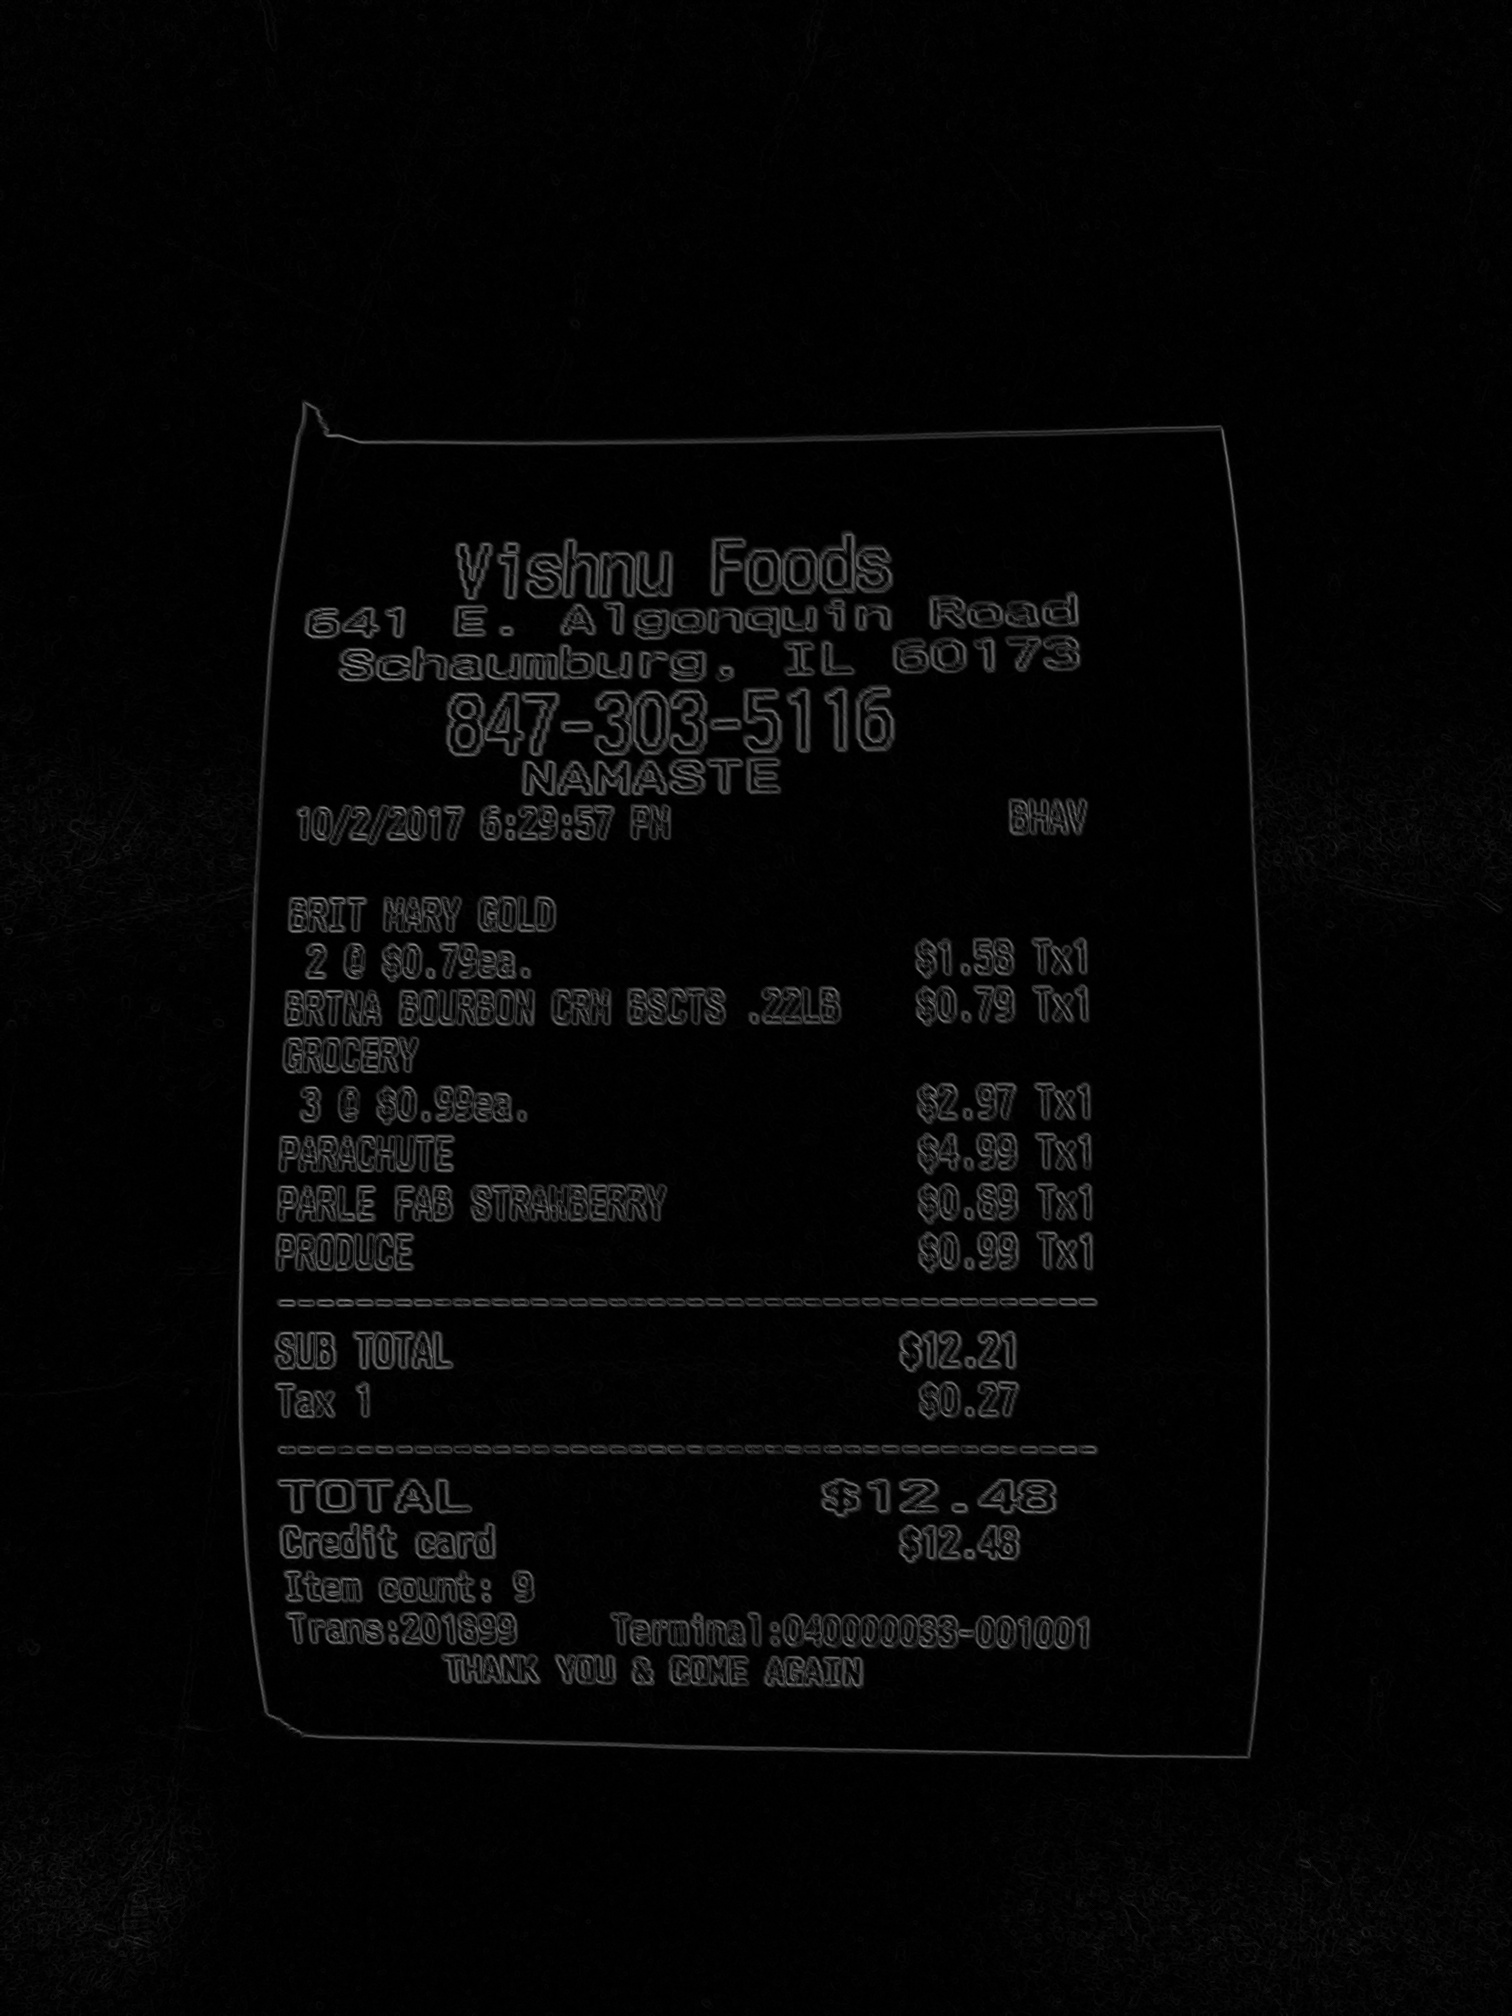 Vishnu Foods
641 E. Algonquin Road
Schaumburg, IL 60173
847-303-5116
NAMASTE
10/2/2017 6:29:57 PM BHAV
BRIT MARY GOLD
2 @ $0.79ea. $1.58 Tx1
BRTNA BOURBON CRM BSCTS .22LB $0.79 Tx1
GROCERY
3 @ $0.99ea. $2.97 Tx1
PARACHUTE $4.99 Tx1
PARLE FAB STRAWBERRY $0.89 Tx1
PRODUCE $0.99 Tx1
----------------------------------------
SUB TOTAL $12.21
Tax 1 $0.27
----------------------------------------
TOTAL $12.48
Credit card $12.48
Item count: 9
Trans:201899 Terminal:040000033-001001
THANK YOU & COME AGAIN